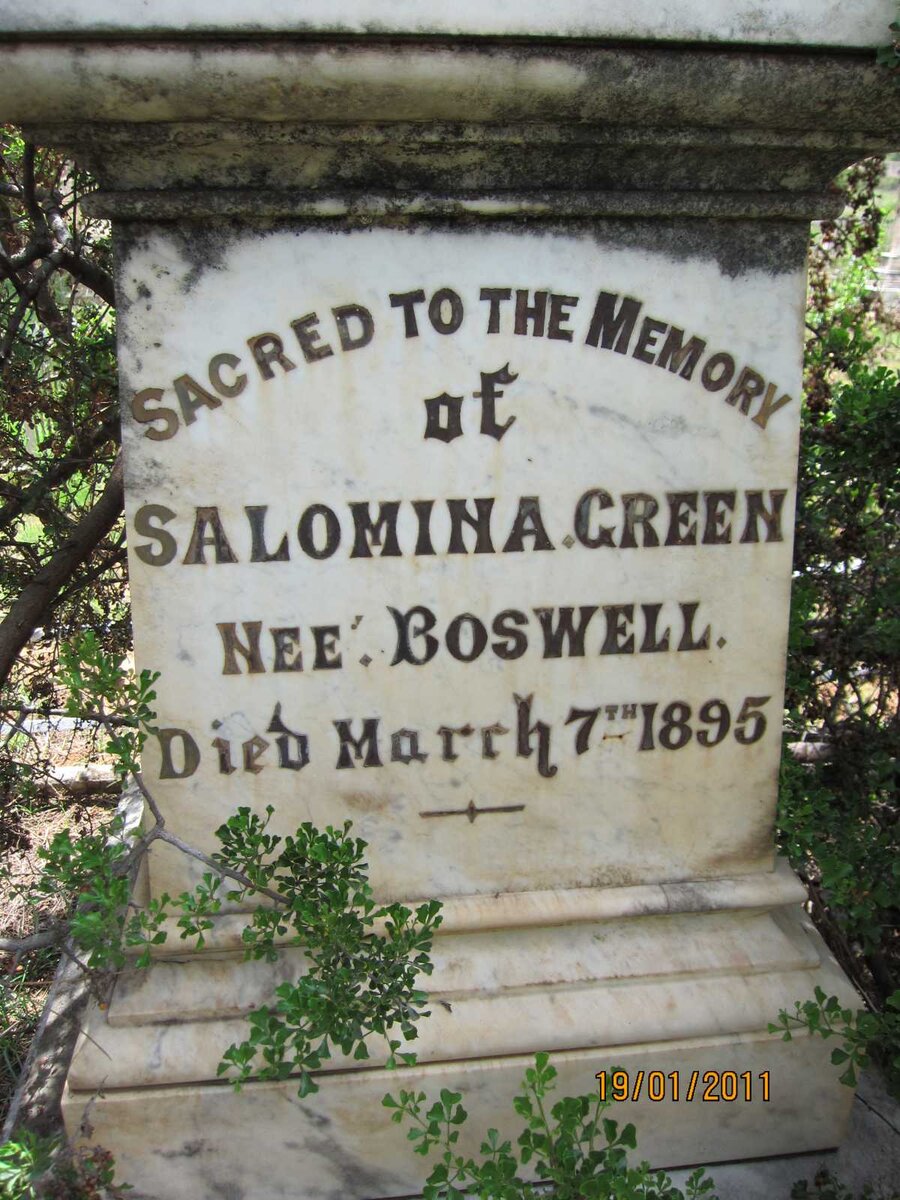 SACRED TO THE MEMORY
of
SALOMINA. GREEN
NEE'. BOSWELL.
Died March 7TH 1895
19/01/2011